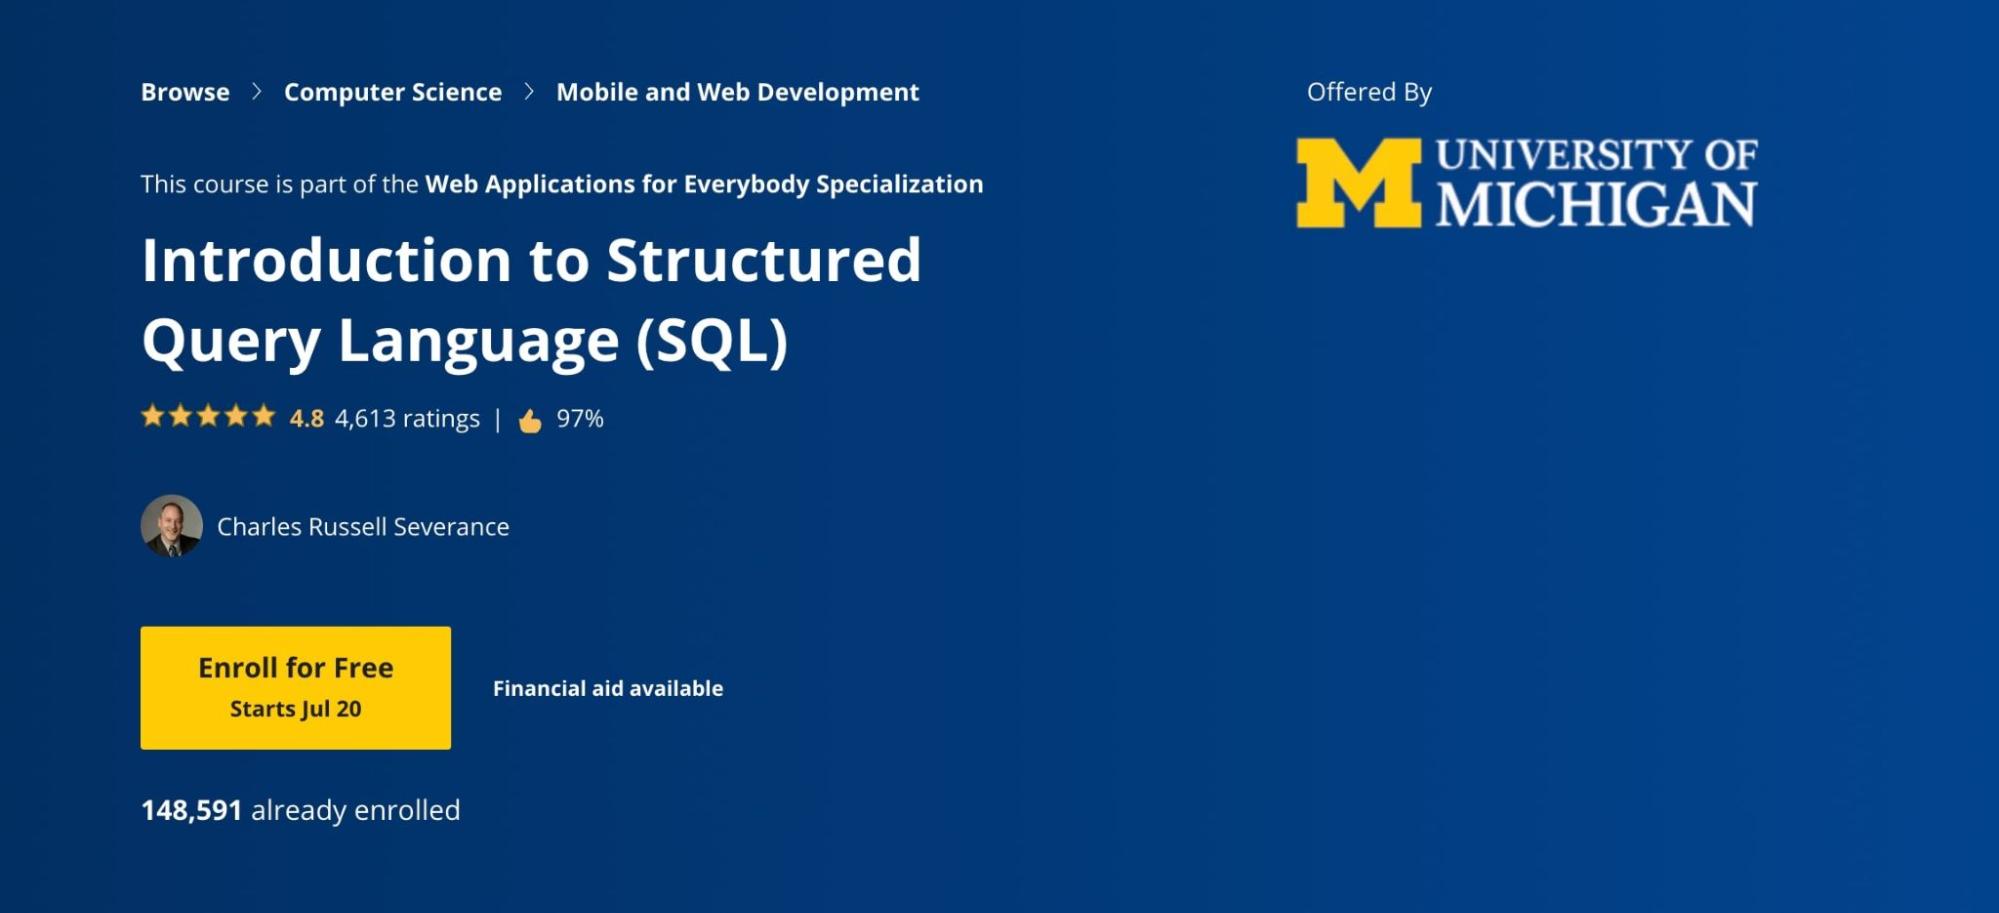 Browse > Computer Science > Mobile and Web Development
Offered By
UNIVERSITY OF
MICHIGAN
This course is part of the Web Applications for Everybody Specialization
Introduction to Structured
Query Language (SQL)
4.8 4,613 ratings | 97%
Charles Russell Severance
Enroll for Free
Starts Jul 20
Financial aid available
148,591 already enrolled